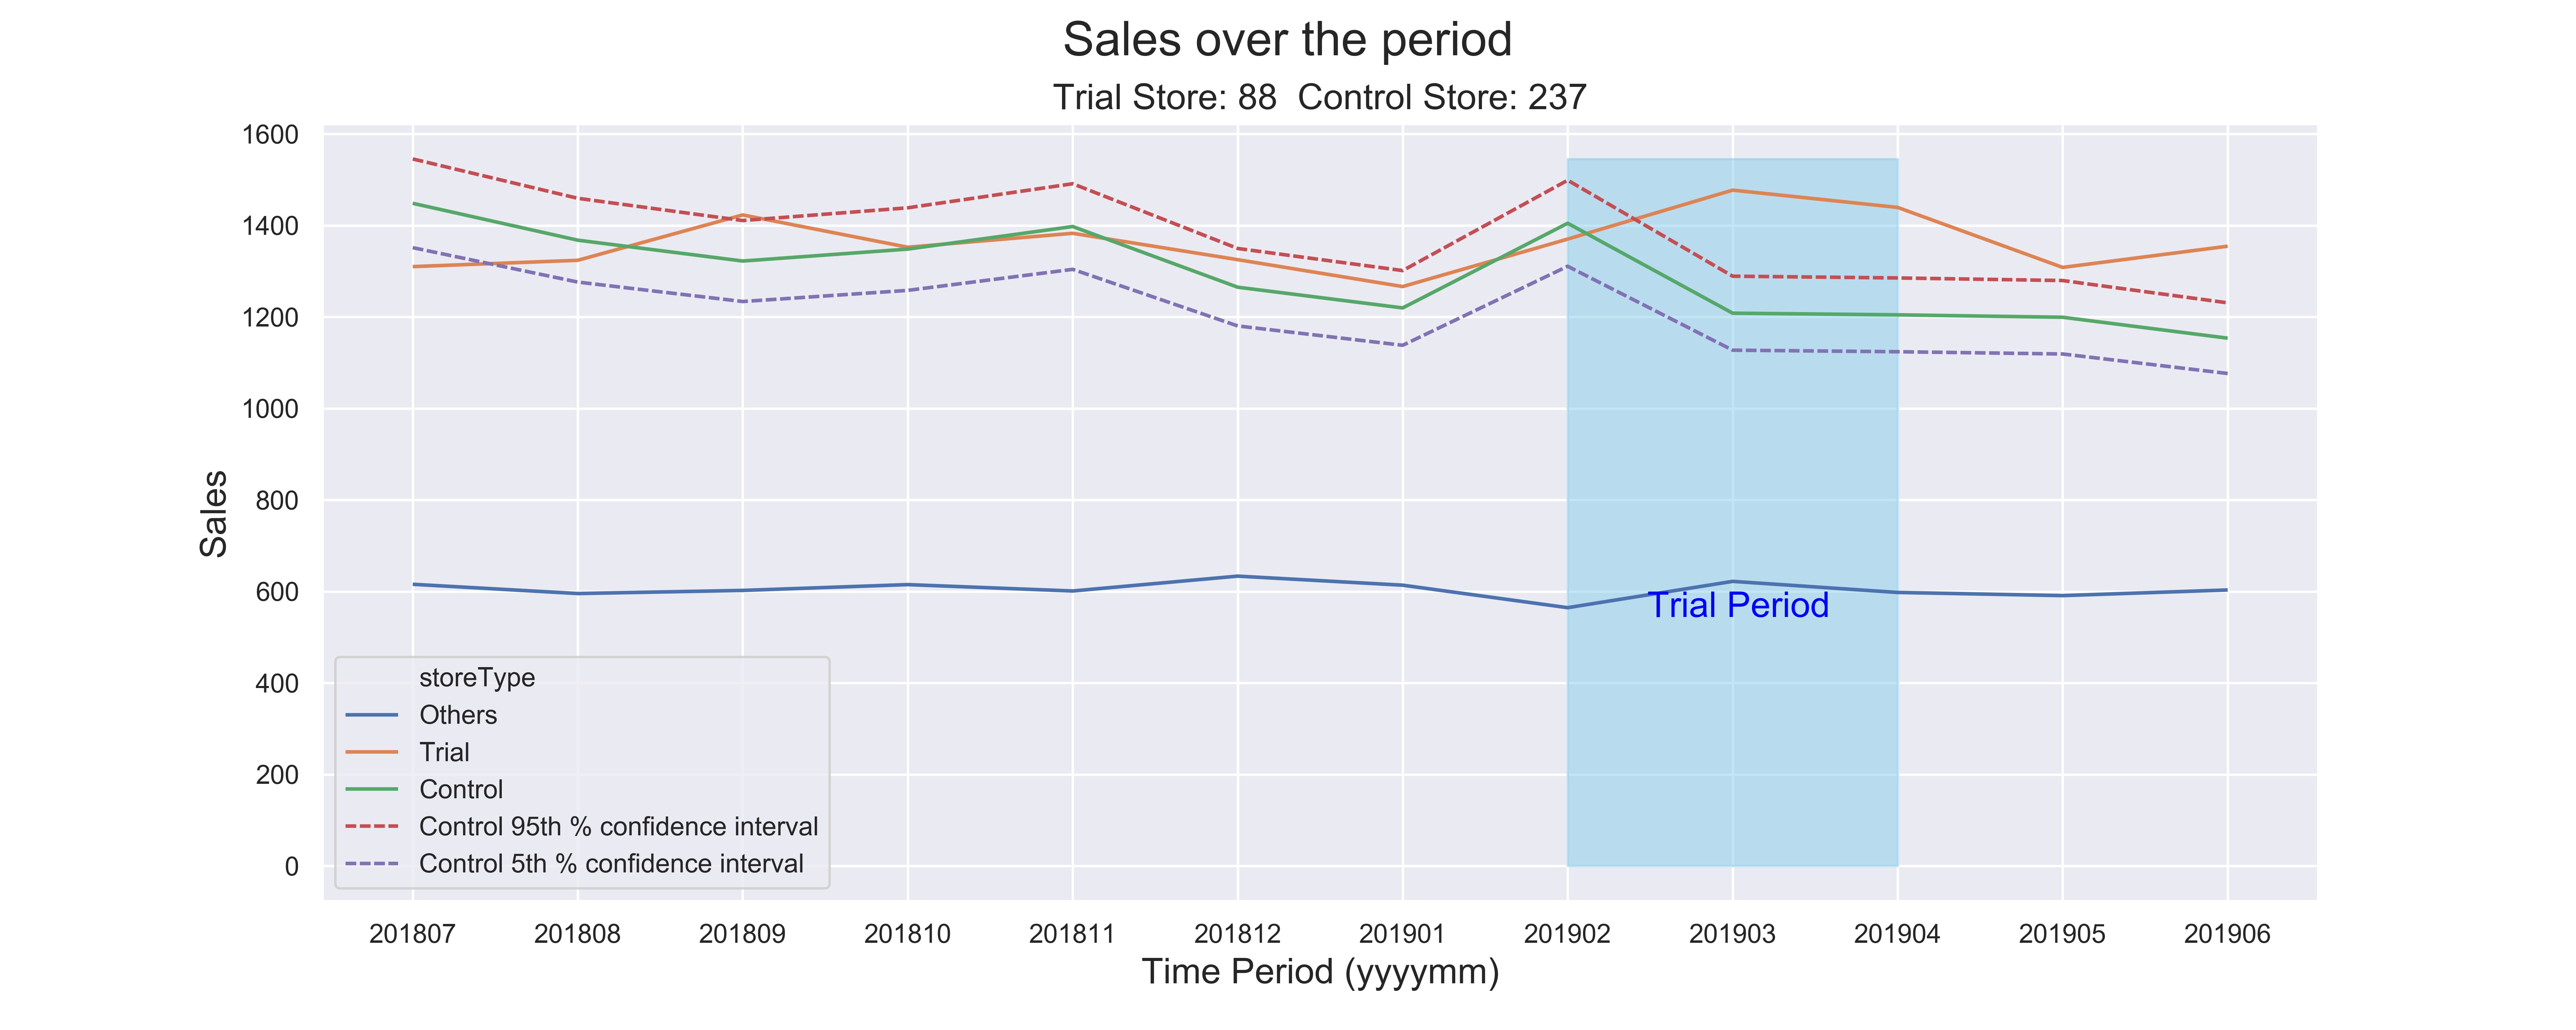 Sales over the period
Trial Store: 88  Control Store: 237
1600
1400
1200
1000
800
600
400
200
0
Sales
Trial Period
storeType
Others
Trial
Control
Control 95th % confidence interval
Control 5th % confidence interval
201807 201808 201809 201810 201811 201812 201901 201902 201903 201904 201905 201906
Time Period (yyyymm)